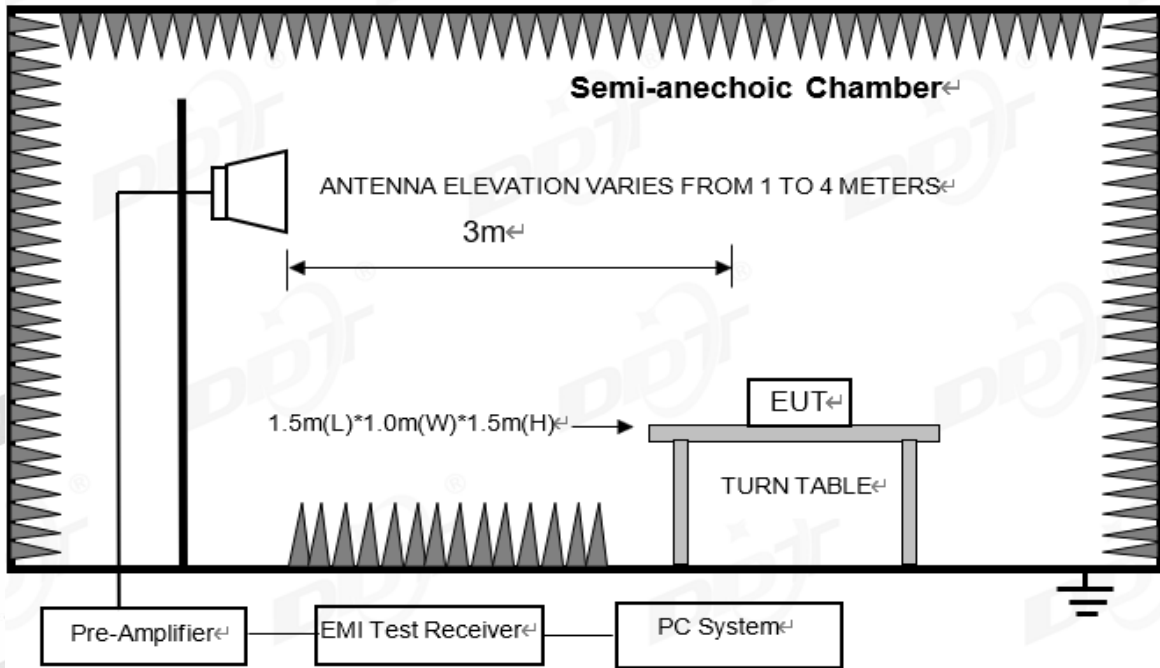 Semi-anechoic Chamber↵
ANTENNA ELEVATION VARIES FROM 1 TO 4 METERS↵
3m↵
EUT↵
1.5m(L)*1.0m(W)*1.5m(H)↵
TURN TABLE↵
Pre-Amplifier↵
EMI Test Receiver↵
PC System↵
DDT®